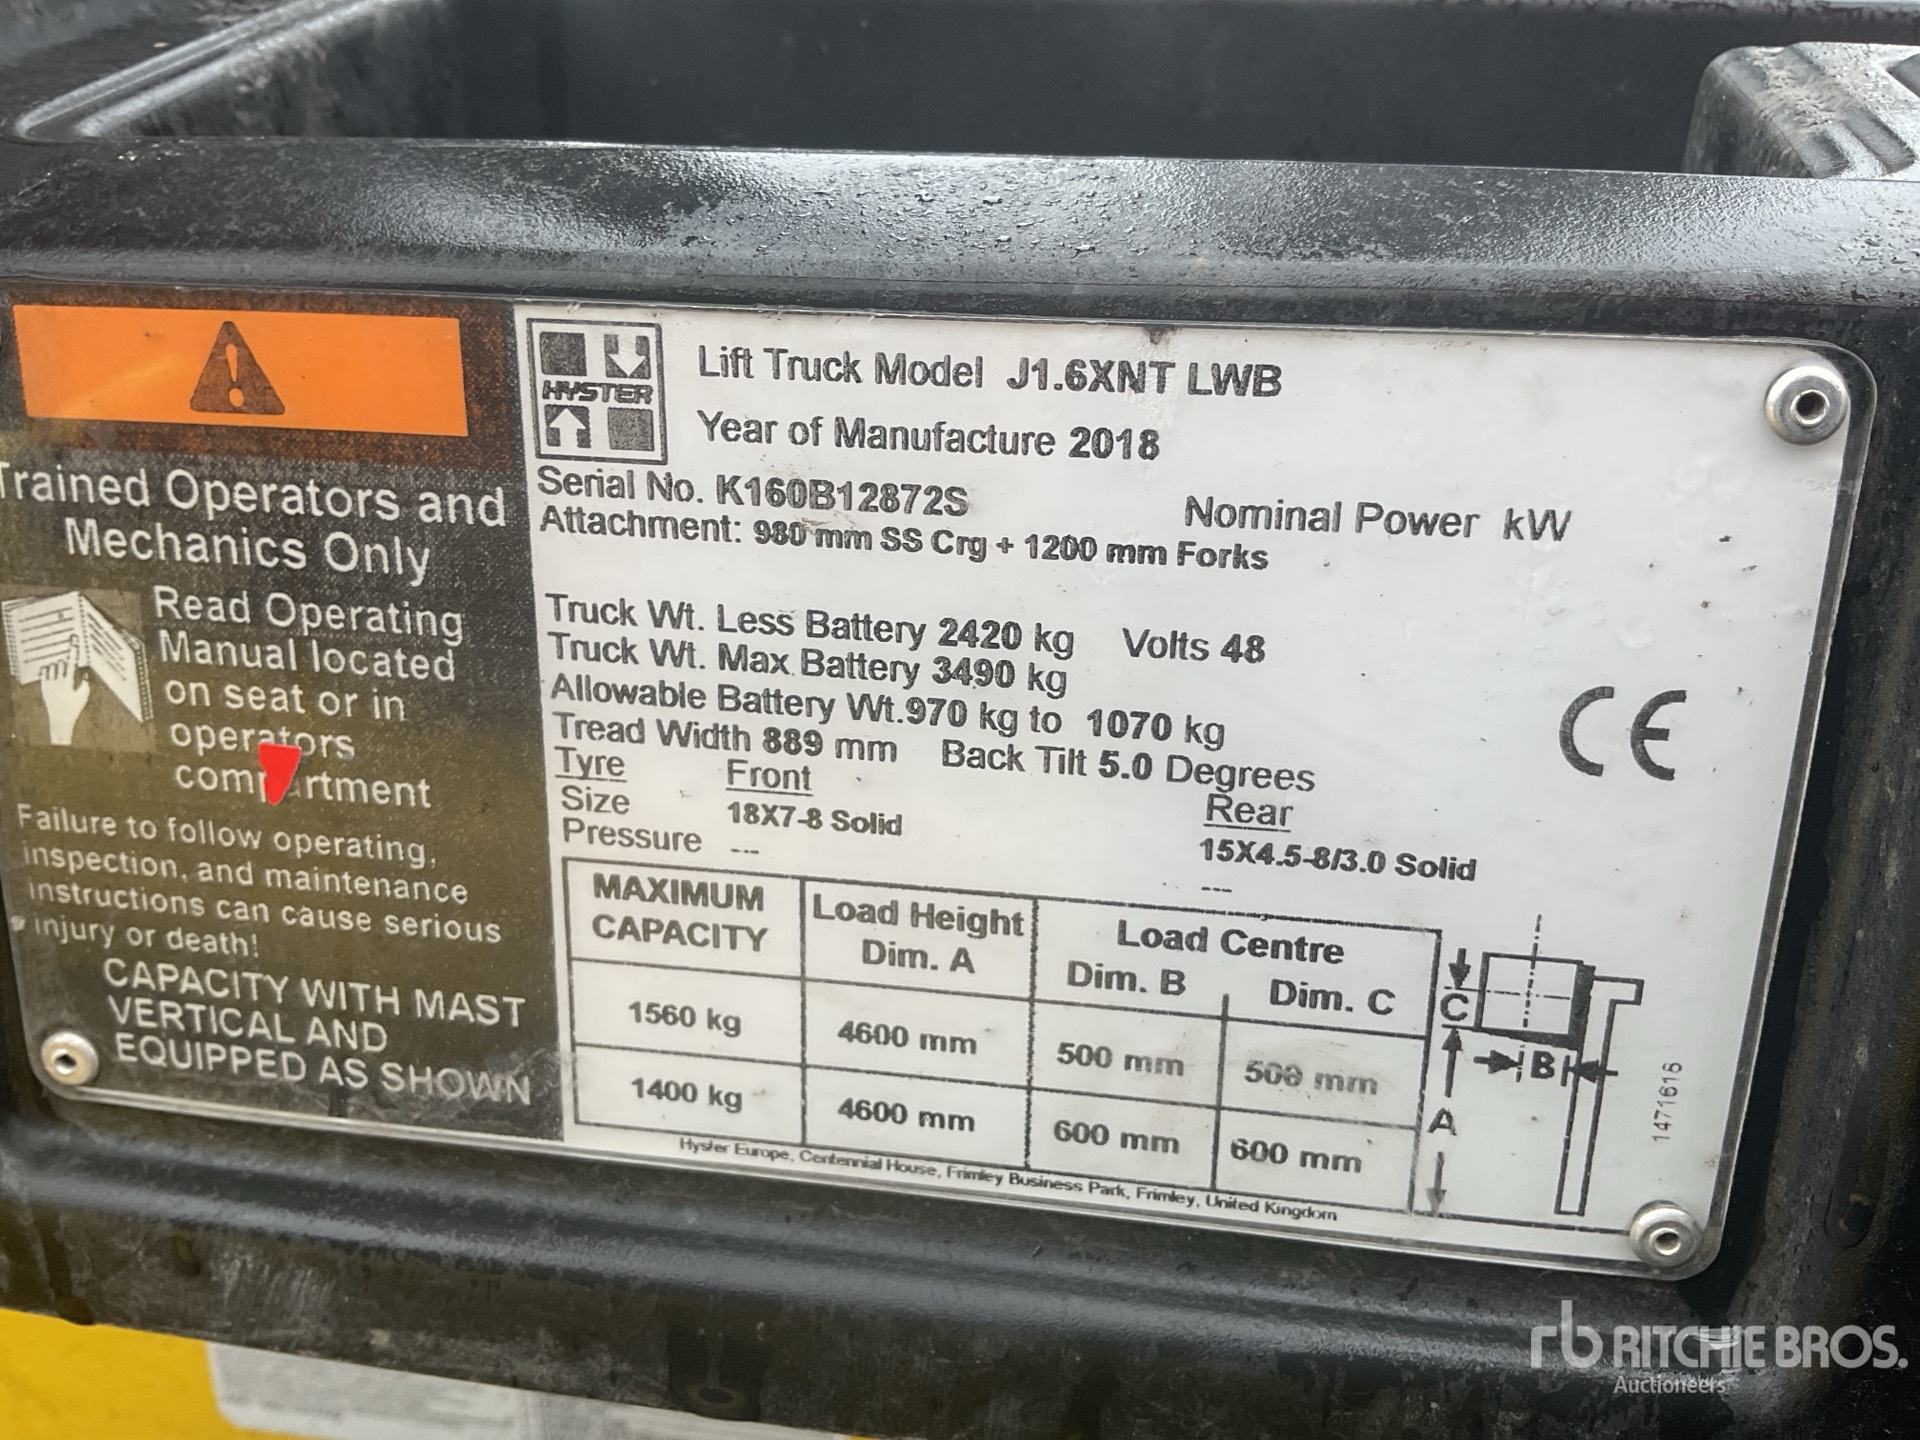 Trained Operators and
Mechanics Only
Read Operating
Manual located
on seat or in
operators
compartment
Failure to follow operating,
inspection, and maintenance
instructions can cause serious
injury or death!
CAPACITY WITH MAST
VERTICAL AND
EQUIPPED AS SHOWN
HYSTER
Lift Truck Model J1.6XNT LWB
Year of Manufacture 2018
Serial No. K160B12872S Nominal Power kW
Attachment: 980 mm SS Crg + 1200 mm Forks
Truck Wt. Less Battery 2420 kg Volts 48
Truck Wt. Max Battery 3490 kg
Allowable Battery Wt.970 kg to 1070 kg
Tread Width 889 mm Back Tilt 5.0 Degrees
Tyre Front Rear
Size 18X7-8 Solid 15X4.5-8/3.0 Solid
Pressure --- ---
MAXIMUM CAPACITY Load Height Dim. A Load Centre Dim. B Dim. C
1560 kg 4600 mm 500 mm 500 mm
1400 kg 4600 mm 600 mm 600 mm
C
B
A
1471616
CE
Hyster Europe, Centennial House, Frimley Business Park, Frimley, United Kingdom
rb RITCHIE BROS.
Auctioneers